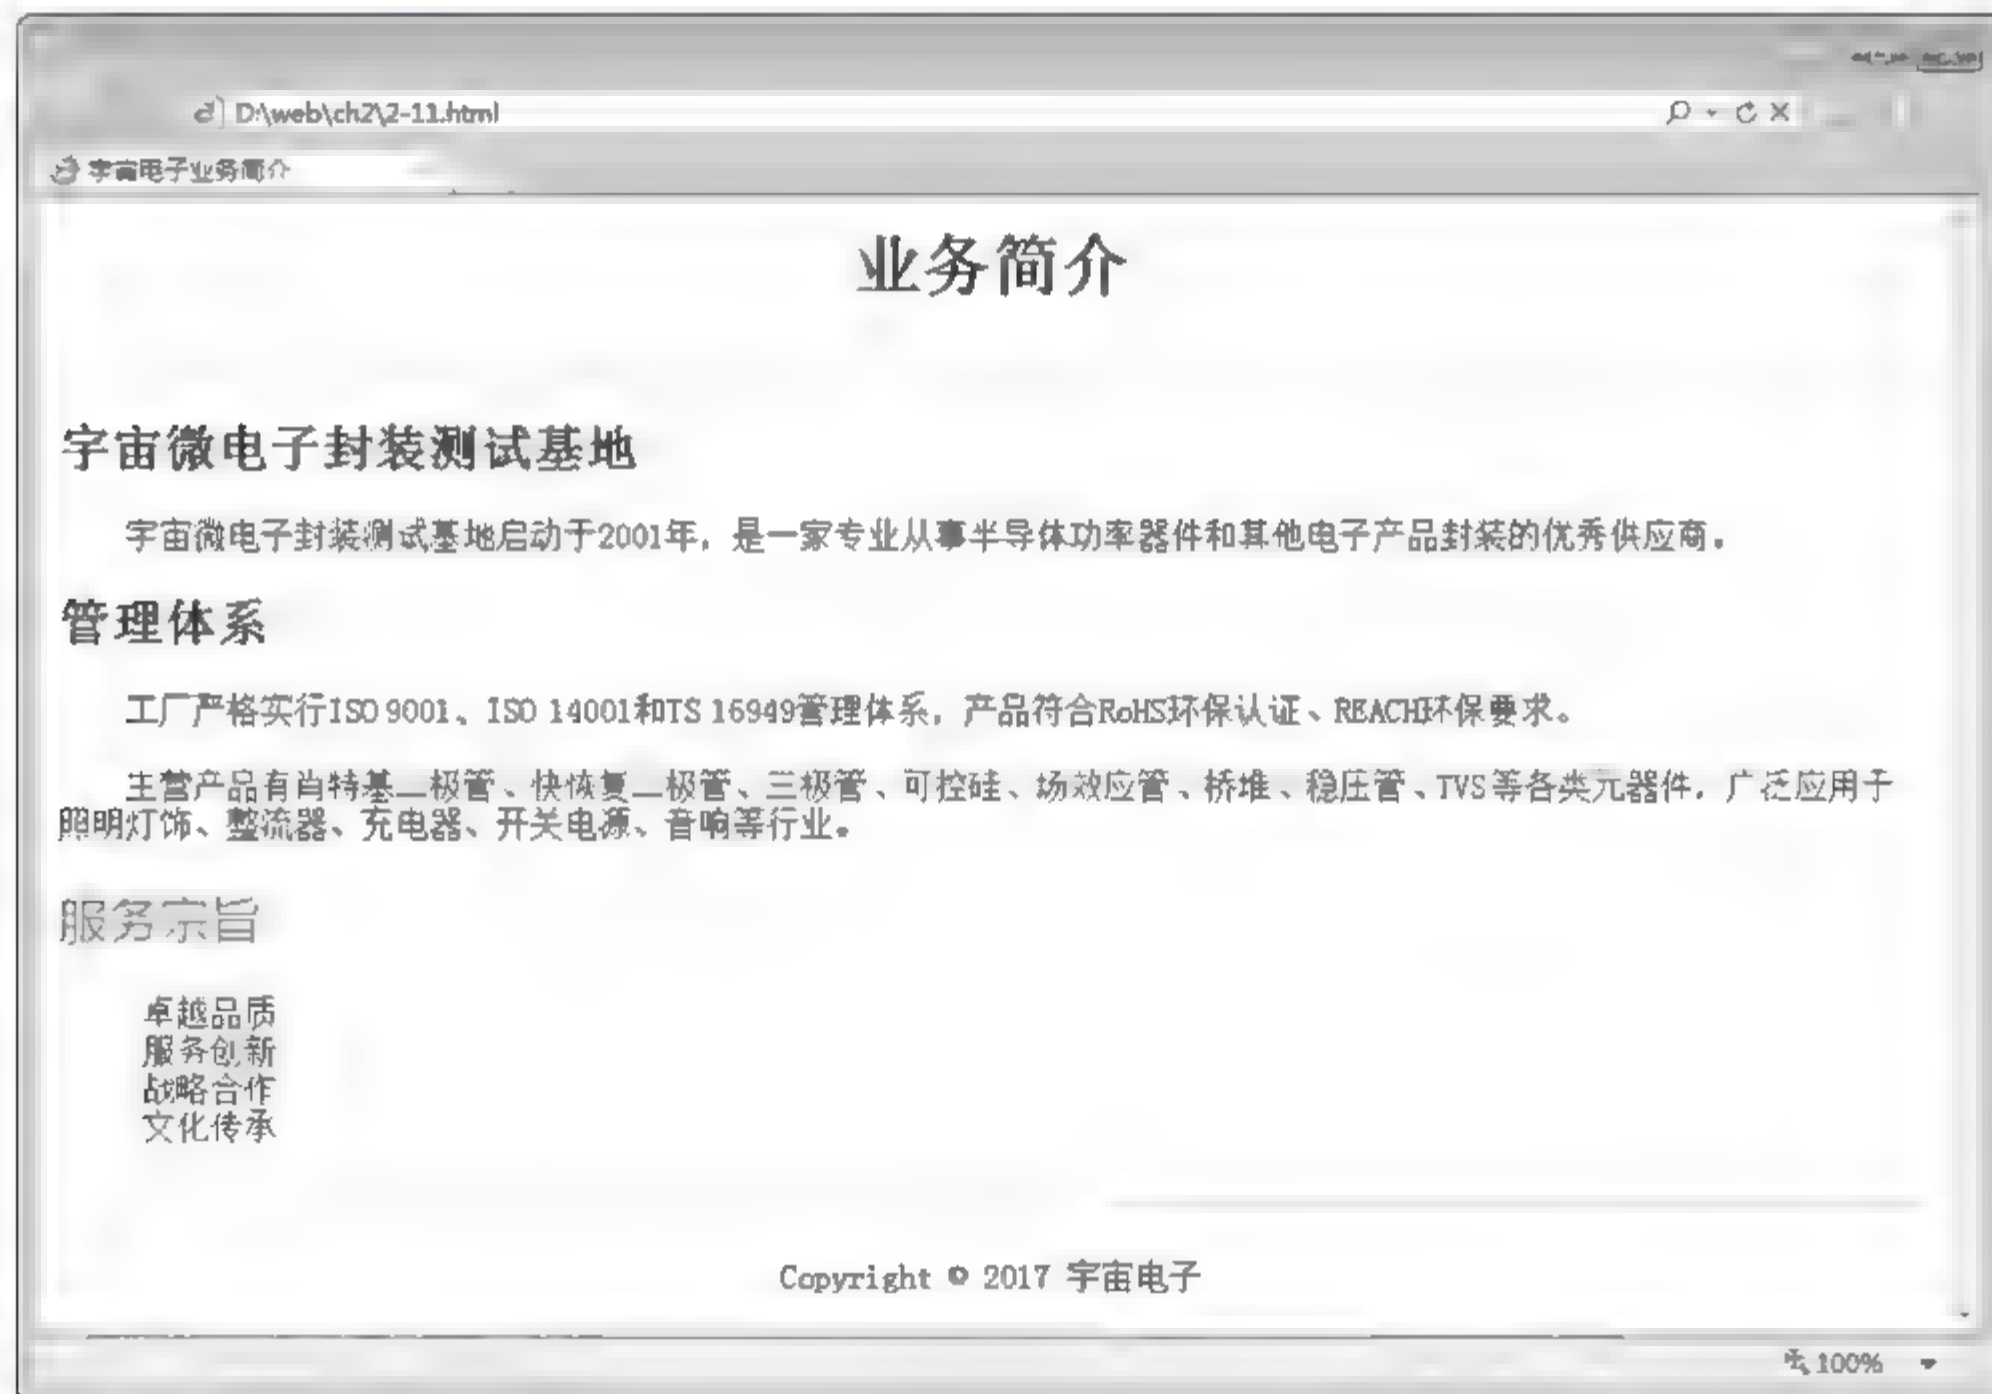 D:\web\ch2\2-11.html
宇宙电子业务简介
业务简介
宇宙微电子封装测试基地
宇宙微电子封装测试基地启动于2001年，是一家专业从事半导体功率器件和其他电子产品封装的优秀供应商。
管理体系
工厂严格实行ISO 9001、ISO 14001和TS 16949管理体系，产品符合RoHS环保认证、REACH环保要求。
主营产品有肖特基二极管、快恢复二极管、三极管、可控硅、场效应管、桥堆、稳压管、TVS等各类元器件，广泛应用于
照明灯饰、整流器、充电器、开关电源、音响等行业。
服务宗旨
卓越品质
服务创新
战略合作
文化传承
Copyright © 2017 宇宙电子
100%